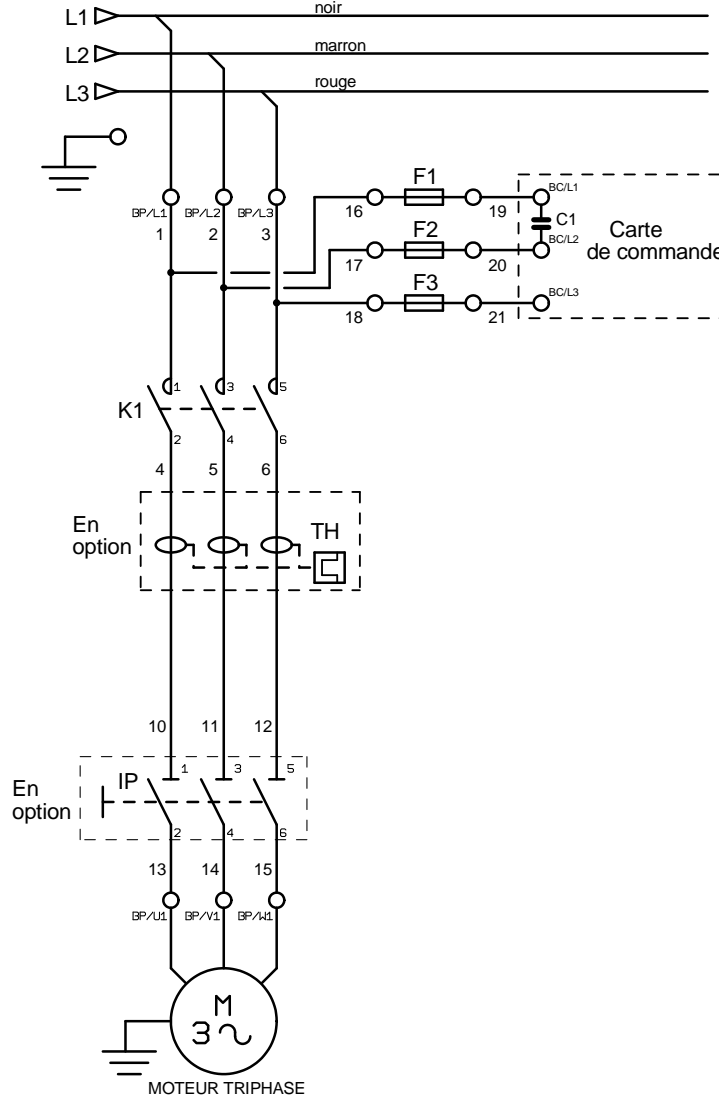 L1 noir
L2 marron
L3 rouge
BP/L1 BP/L2 BP/L3
1 2 3
16 F1 19 BC/L1
C1
17 F2 20 BC/L2
18 F3 21 BC/L3
Carte
de commande
K1
1 3 5
2 4 6
4 5 6
En
option
TH
10 11 12
En
option
IP
1 3 5
2 4 6
13 14 15
BP/U1 BP/V1 BP/W1
M
3
MOTEUR TRIPHASE